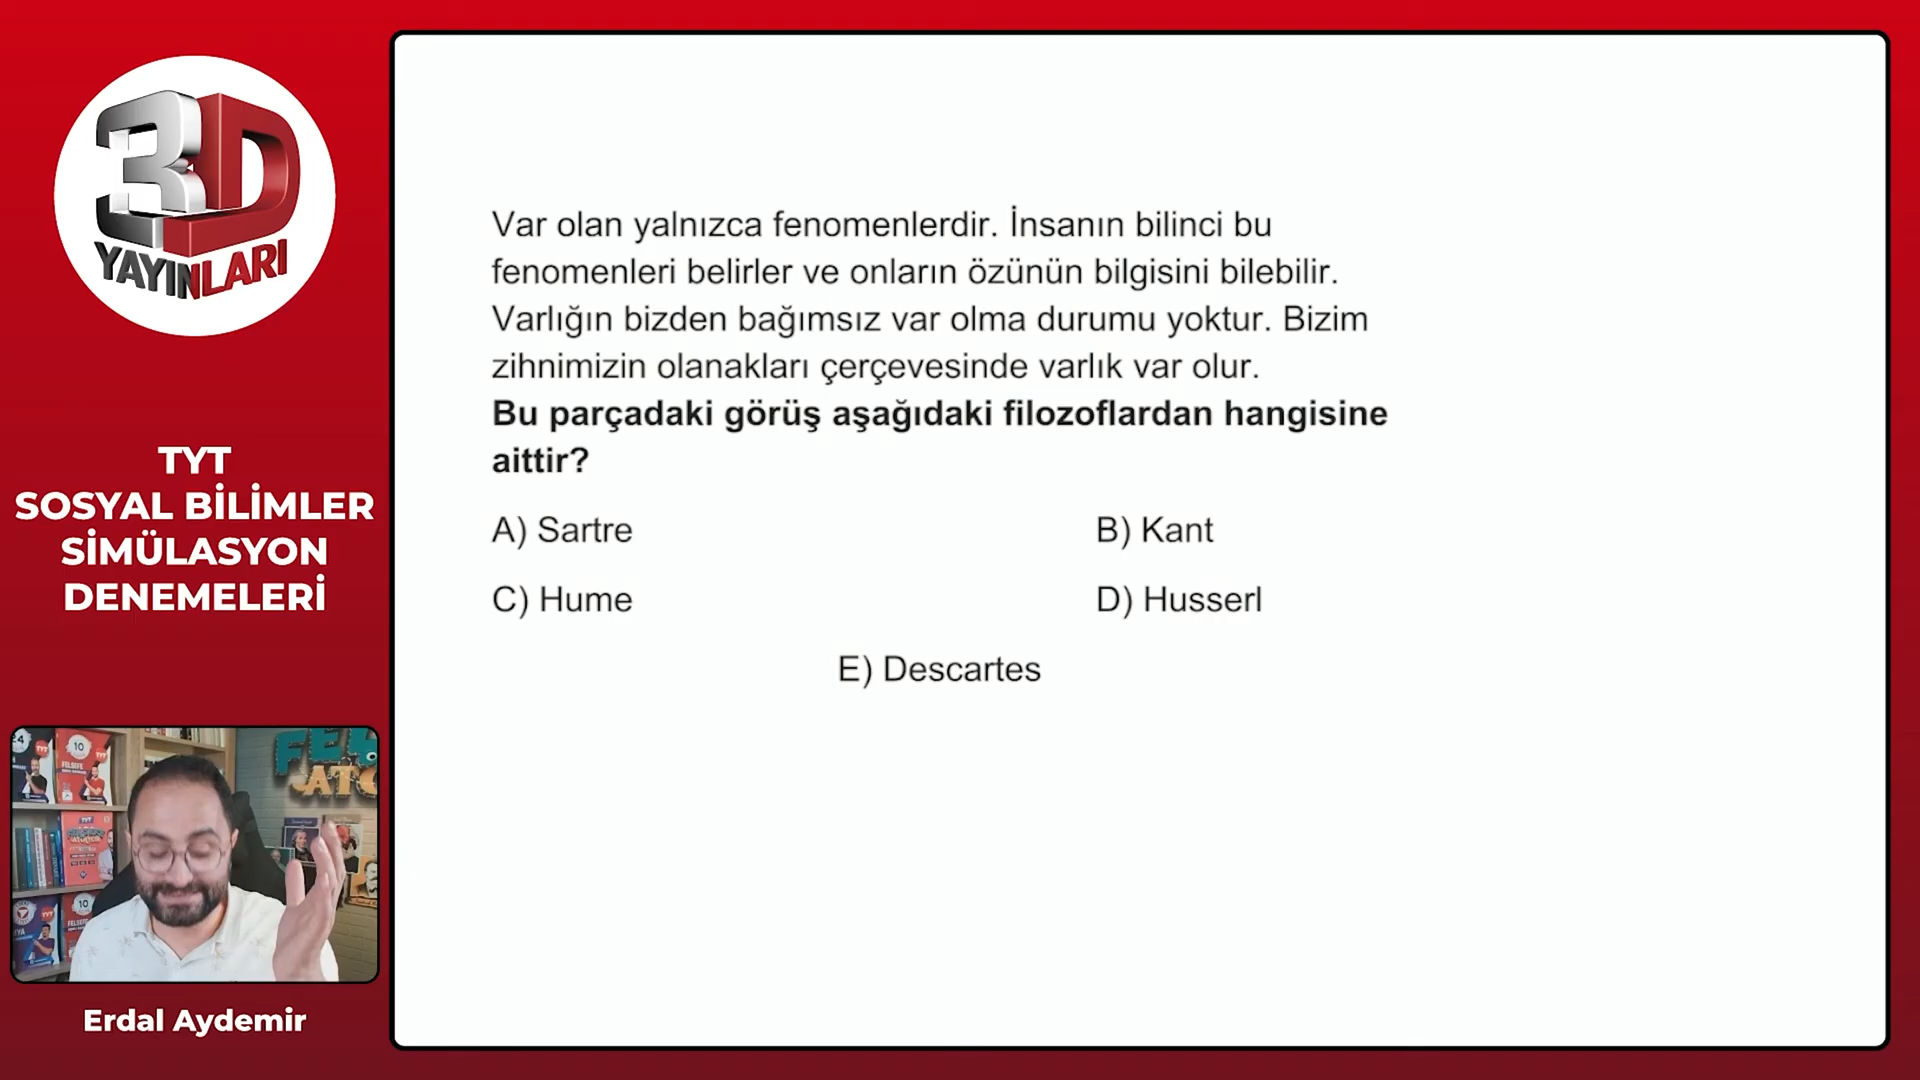 3D
YAYINLARI
TYT
SOSYAL BİLİMLER
SİMÜLASYON
DENEMELERİ
Erdal Aydemir
Var olan yalnızca fenomenlerdir. İnsanın bilinci bu
fenomenleri belirler ve onların özünün bilgisini bilebilir.
Varlığın bizden bağımsız var olma durumu yoktur. Bizim
zihnimizin olanakları çerçevesinde varlık var olur.
Bu parçadaki görüş aşağıdaki filozoflardan hangisine
aittir?
A) Sartre
B) Kant
C) Hume
D) Husserl
E) Descartes